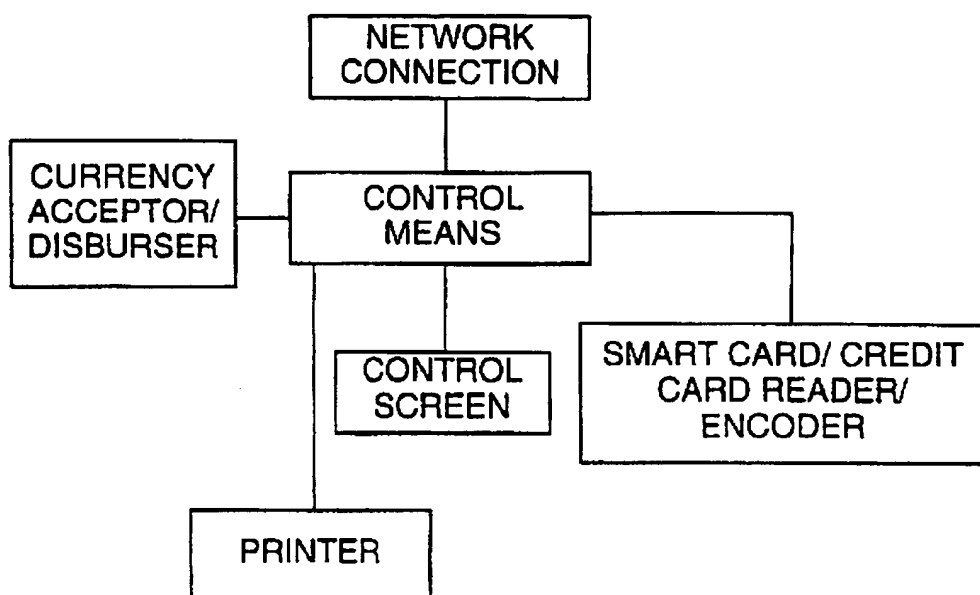 NETWORK
CONNECTION
CURRENCY
ACCEPTOR/
DISBURSER
CONTROL
MEANS
CONTROL
SCREEN
SMART CARD/ CREDIT
CARD READER/
ENCODER
PRINTER